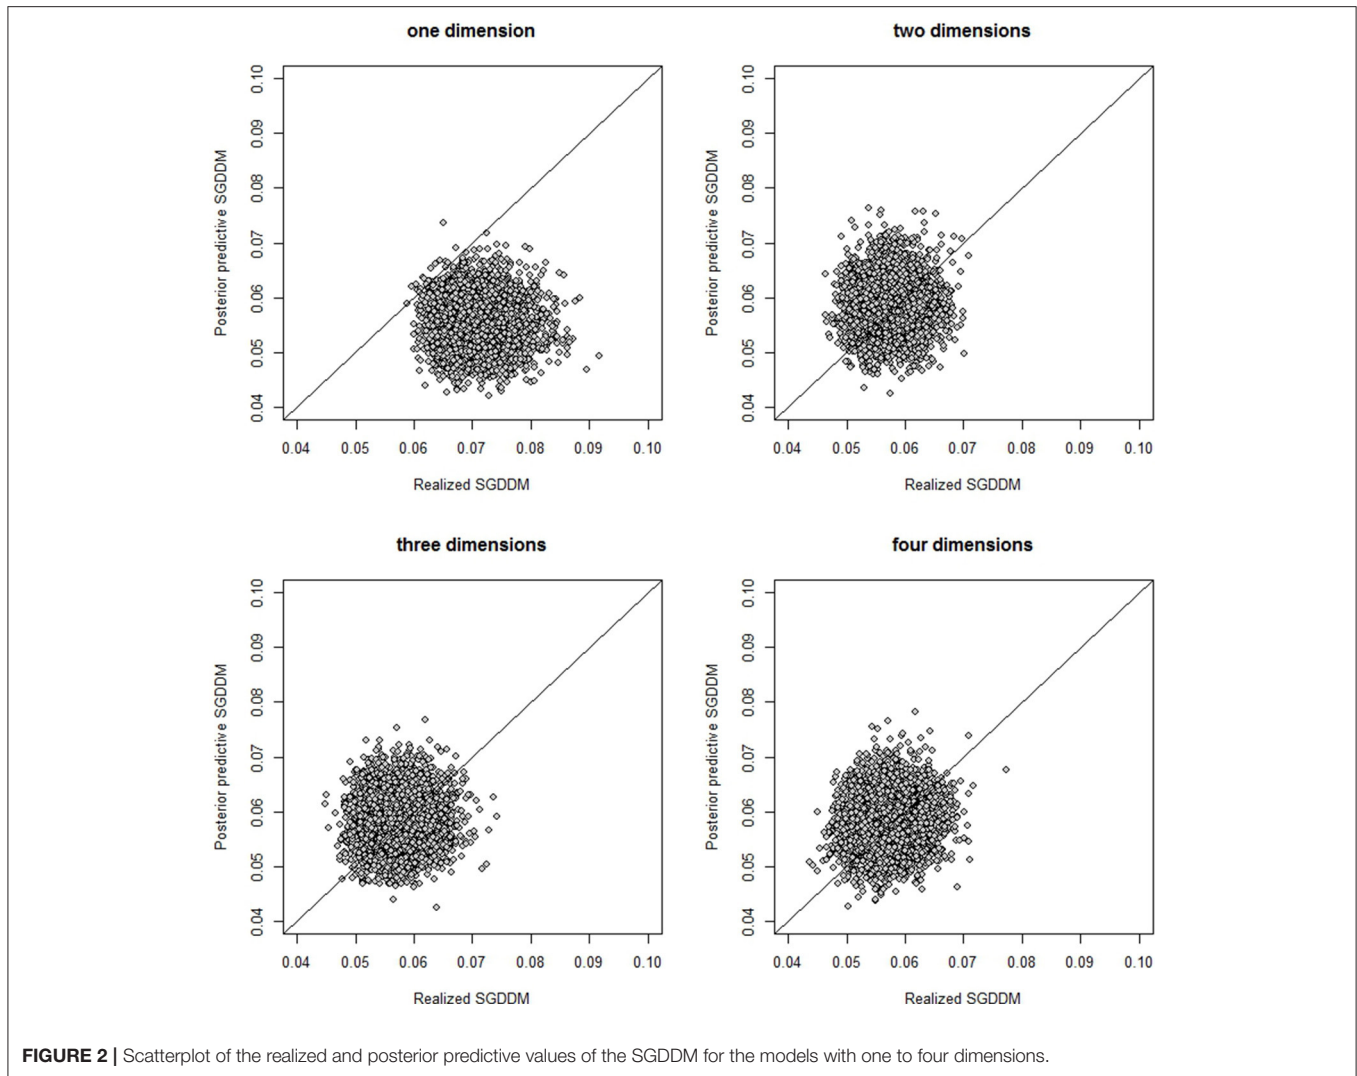 one dimension
two dimensions
Posterior predictive SGDDM
0.04 0.05 0.06 0.07 0.08 0.09 0.10
0.04 0.05 0.06 0.07 0.08 0.09 0.10
Realized SGDDM
Posterior predictive SGDDM
0.04 0.05 0.06 0.07 0.08 0.09 0.10
0.04 0.05 0.06 0.07 0.08 0.09 0.10
Realized SGDDM
three dimensions
four dimensions
Posterior predictive SGDDM
0.04 0.05 0.06 0.07 0.08 0.09 0.10
0.04 0.05 0.06 0.07 0.08 0.09 0.10
Realized SGDDM
Posterior predictive SGDDM
0.04 0.05 0.06 0.07 0.08 0.09 0.10
0.04 0.05 0.06 0.07 0.08 0.09 0.10
Realized SGDDM
FIGURE 2 | Scatterplot of the realized and posterior predictive values of the SGDDM for the models with one to four dimensions.